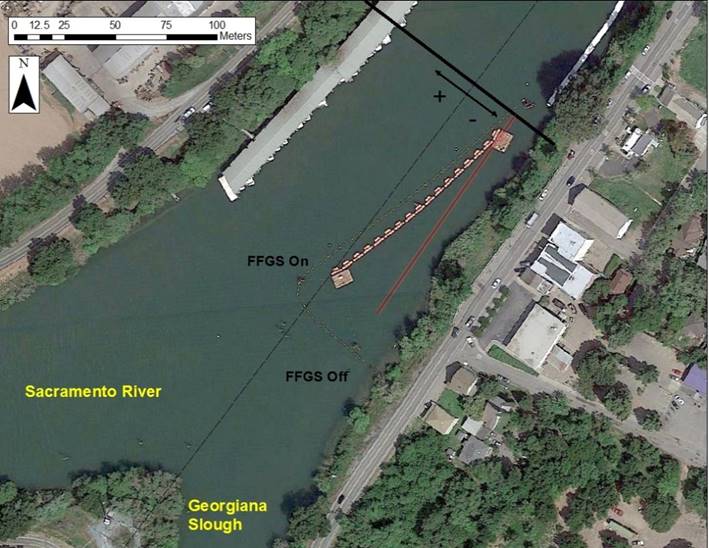 0 12.5 25 50 75 100
Meters
N
+
-
FFGS On
FFGS Off
Sacramento River
Georgiana
Slough